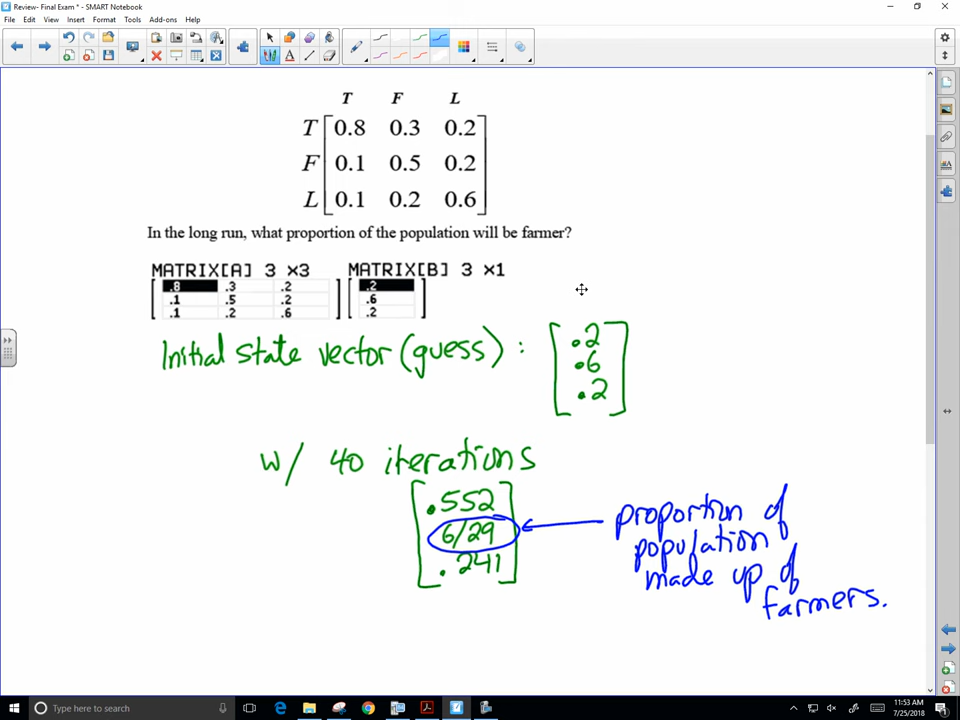 Review- Final Exam * - SMART Notebook
File Edit View Insert Format Tools Add-ons Help
T F L
T 0.8 0.3 0.2
F 0.1 0.5 0.2
L 0.1 0.2 0.6
In the long run, what proportion of the population will be farmer?
MATRIX[A] 3 ×3 MATRIX[B] 3 ×1
.8 .3 .2 .2
.1 .5 .2 .6
.1 .2 .6 .2
Initial state vector (guess) : .2
.6
.2
w/ 40 iterations
.552
6/29
.241
proportion of
population
made up of
farmers.
Type here to search
11:53 AM
7/25/2018